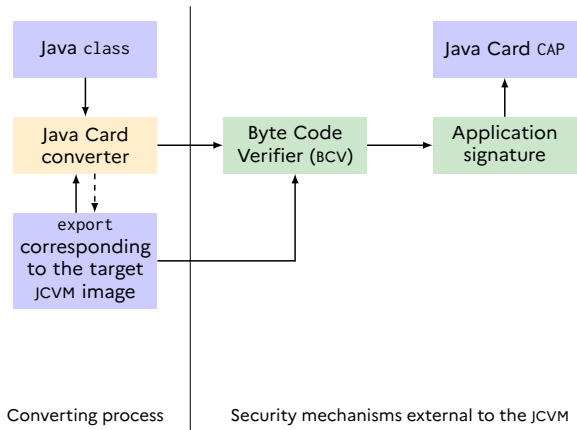 Java class
Java Card CAP
Java Card
converter
Byte Code
Verifier (BCV)
Application
signature
export
corresponding
to the target
JCVM image
Converting process
Security mechanisms external to the JCVM